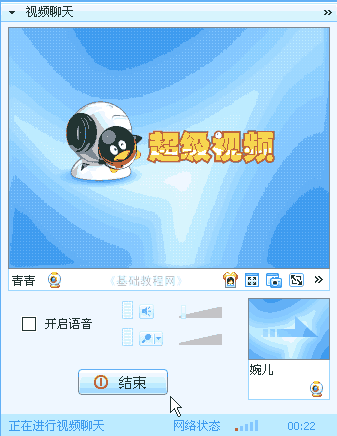 视频聊天
超级视频
青青
《基础教程网》
开启语音
婉儿
结束
正在进行视频聊天 网络状态 00:22